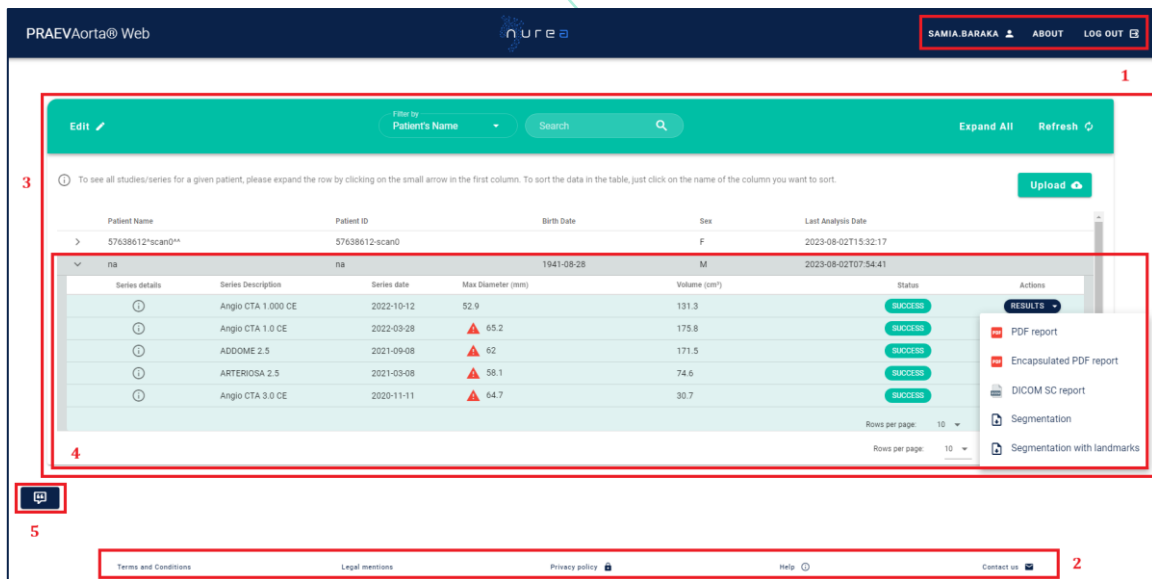 PRAEVAorta® Web
nurea
SAMIA.BARAKA ABOUT LOG OUT
1
Edit
Filter by
Patient's Name
Search
Expand All Refresh
3
To see all studies/series for a given patient, please expand the row by clicking on the small arrow in the first column. To sort the data in the table, just click on the name of the column you want to sort.
Upload
Patient Name Patient ID Birth Date Sex Last Analysis Date
57638612^scan0^^ 57638612-scan0 F 2023-08-02T15:32:17
na na 1941-08-28 M 2023-08-02T07:54:41
Series details Series Description Series date Max Diameter (mm) Volume (cm³) Status Actions
Angio CTA 1.000 CE 2022-10-12 52.9 131.3 SUCCESS RESULTS
Angio CTA 1.0 CE 2022-03-28 65.2 175.8 SUCCESS
ADDOME 2.5 2021-09-08 62 171.5 SUCCESS
ARTERIOSA 2.5 2021-03-08 58.1 74.6 SUCCESS
Angio CTA 3.0 CE 2020-11-11 64.7 30.7 SUCCESS
PDF PDF report
PDF Encapsulated PDF report
DICOM SC report
Segmentation
Segmentation with landmarks
Rows per page: 10
Rows per page: 10
4
5
Terms and Conditions Legal mentions Privacy policy Help Contact us
2